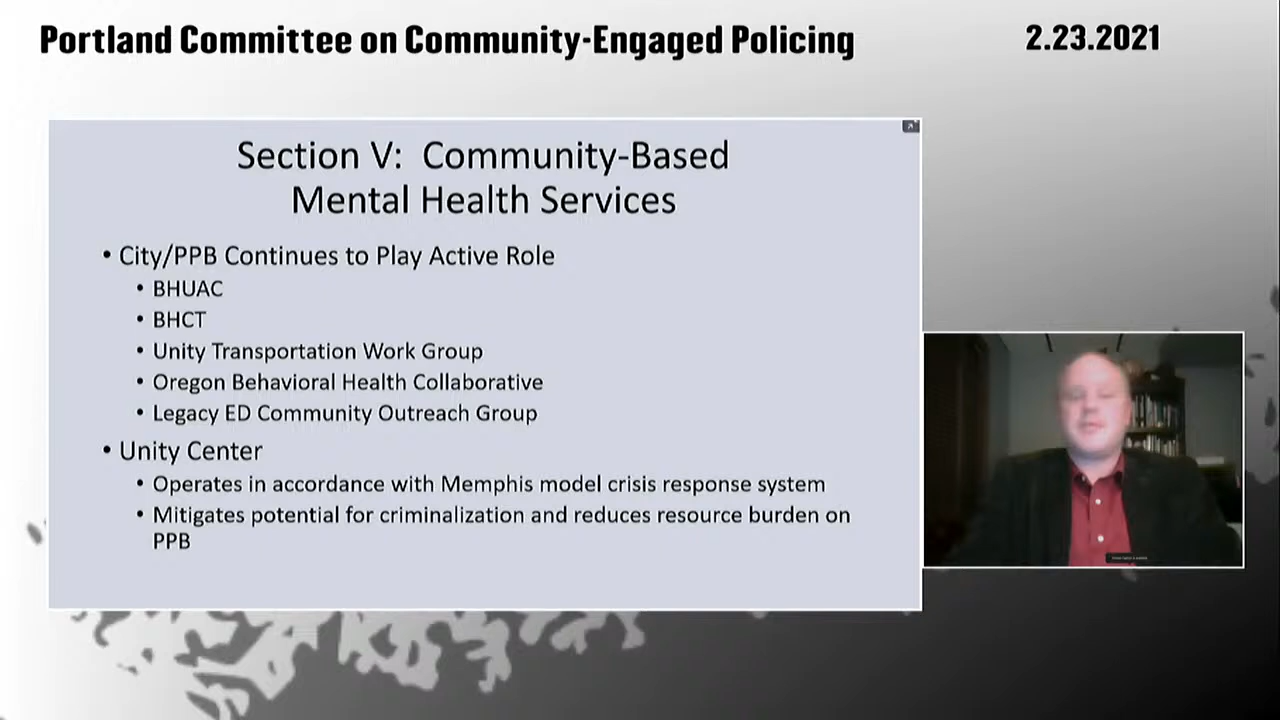 Portland Committee on Community-Engaged Policing
2.23.2021
Section V: Community-Based
Mental Health Services
• City/PPB Continues to Play Active Role
• BHUAC
• BHCT
• Unity Transportation Work Group
• Oregon Behavioral Health Collaborative
• Legacy ED Community Outreach Group
• Unity Center
• Operates in accordance with Memphis model crisis response system
• Mitigates potential for criminalization and reduces resource burden on
PPB